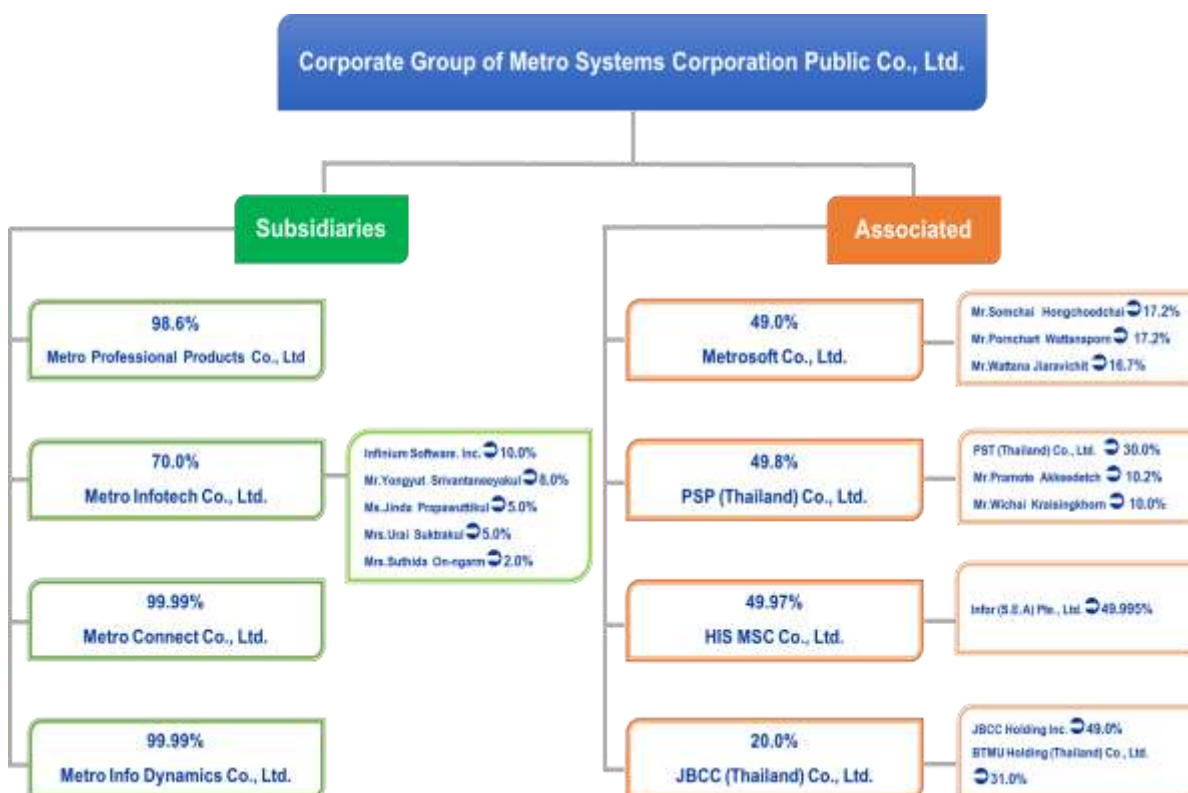 Corporate Group of Metro Systems Corporation Public Co., Ltd.
Subsidiaries
98.6%
Metro Professional Products Co., Ltd
70.0%
Metro Infotech Co., Ltd.
Infinium Software. Inc. ➲ 10.0%
Mr.Yongyut Srivantaneeyakul ➲ 8.0%
Ms.Jinda Prapawuttikul ➲ 5.0%
Mrs.Urai Suktrakul ➲ 5.0%
Mrs.Suthida On-ngarm ➲ 2.0%
99.99%
Metro Connect Co., Ltd.
99.99%
Metro Info Dynamics Co., Ltd.
Associated
49.0%
Metrosoft Co., Ltd.
Mr.Somchai Hongchoodchai ➲ 17.2%
Mr.Pornchart Wattanaporn ➲ 17.2%
Mr.Wattana Jiaravichit ➲ 16.7%
49.8%
PSP (Thailand) Co., Ltd.
PST (Thailand) Co., Ltd. ➲ 30.0%
Mr.Pramote Akkeedetch ➲ 10.2%
Mr.Wichai Kraisingkhorn ➲ 10.0%
49.97%
HIS MSC Co., Ltd.
Infor (S.E.A) Pte., Ltd. ➲ 49.995%
20.0%
JBCC (Thailand) Co., Ltd.
JBCC Holding Inc. ➲ 49.0%
BTMU Holding (Thailand) Co., Ltd.
➲ 31.0%